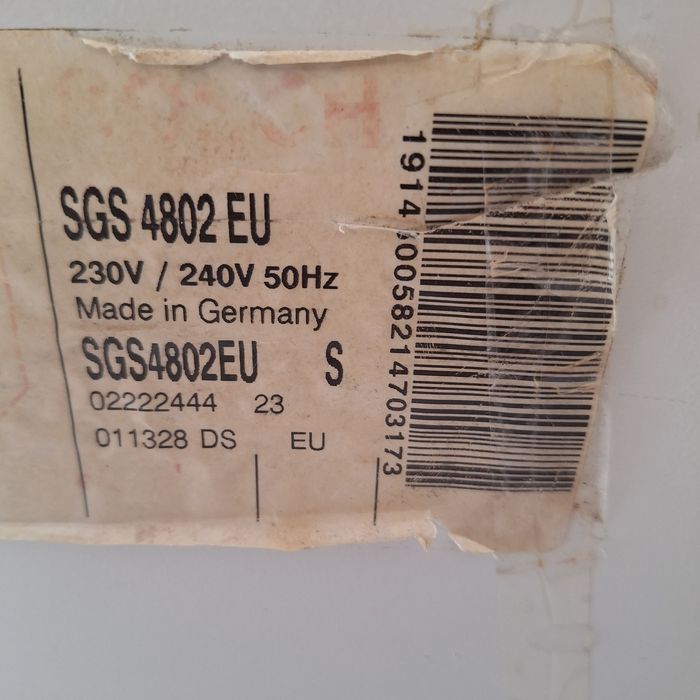 SGS 4802 EU
230V / 240V 50Hz
Made in Germany
SGS4802EU S
02222444 23
011328 DS EU